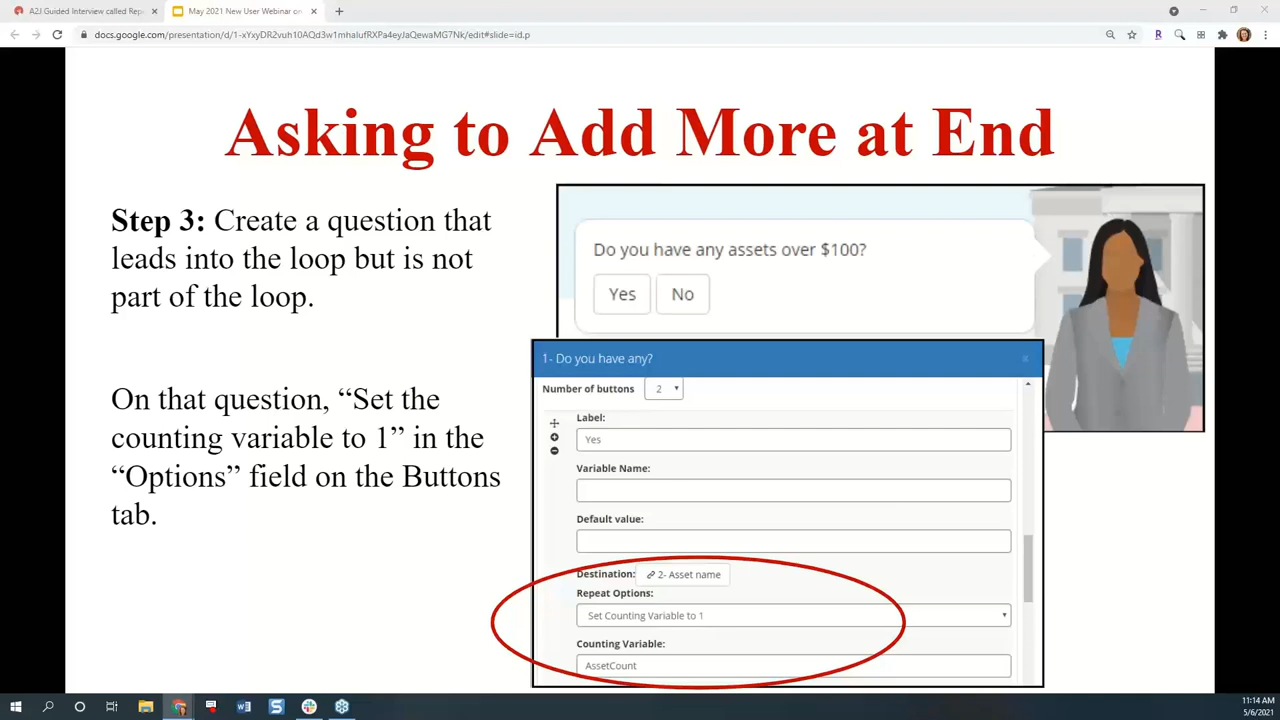 A2J Guided Interview called Rep
May 2021 New User Webinar on
docs.google.com/presentation/d/1-xYxyDR2vuh10AQd3w1mhaIufRXPa4eyJaQewaMG7Nk/edit#slide=id.p
R
Asking to Add More at End
Step 3: Create a question that
leads into the loop but is not
part of the loop.
On that question, “Set the
counting variable to 1” in the
“Options” field on the Buttons
tab.
Do you have any assets over $100?
Yes No
1- Do you have any?
Number of buttons 2
Label:
Yes
Variable Name:
Default value:
Destination: 2- Asset name
Repeat Options:
Set Counting Variable to 1
Counting Variable:
AssetCount
11:14 AM
5/6/2021